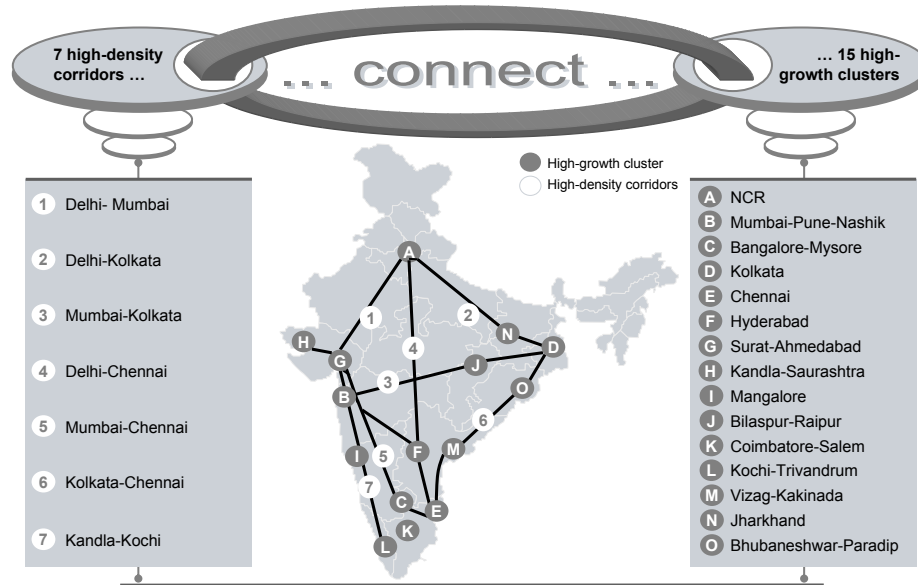 7 high-density
corridors …
… connect …
… 15 high-
growth clusters
High-growth cluster
High-density corridors
1 Delhi- Mumbai
2 Delhi-Kolkata
3 Mumbai-Kolkata
4 Delhi-Chennai
5 Mumbai-Chennai
6 Kolkata-Chennai
7 Kandla-Kochi
A
1
2
N
H
4
D
G
J
3
B
O
6
F
M
I
5
7
C
E
K
L
A NCR
B Mumbai-Pune-Nashik
C Bangalore-Mysore
D Kolkata
E Chennai
F Hyderabad
G Surat-Ahmedabad
H Kandla-Saurashtra
I Mangalore
J Bilaspur-Raipur
K Coimbatore-Salem
L Kochi-Trivandrum
M Vizag-Kakinada
N Jharkhand
O Bhubaneshwar-Paradip